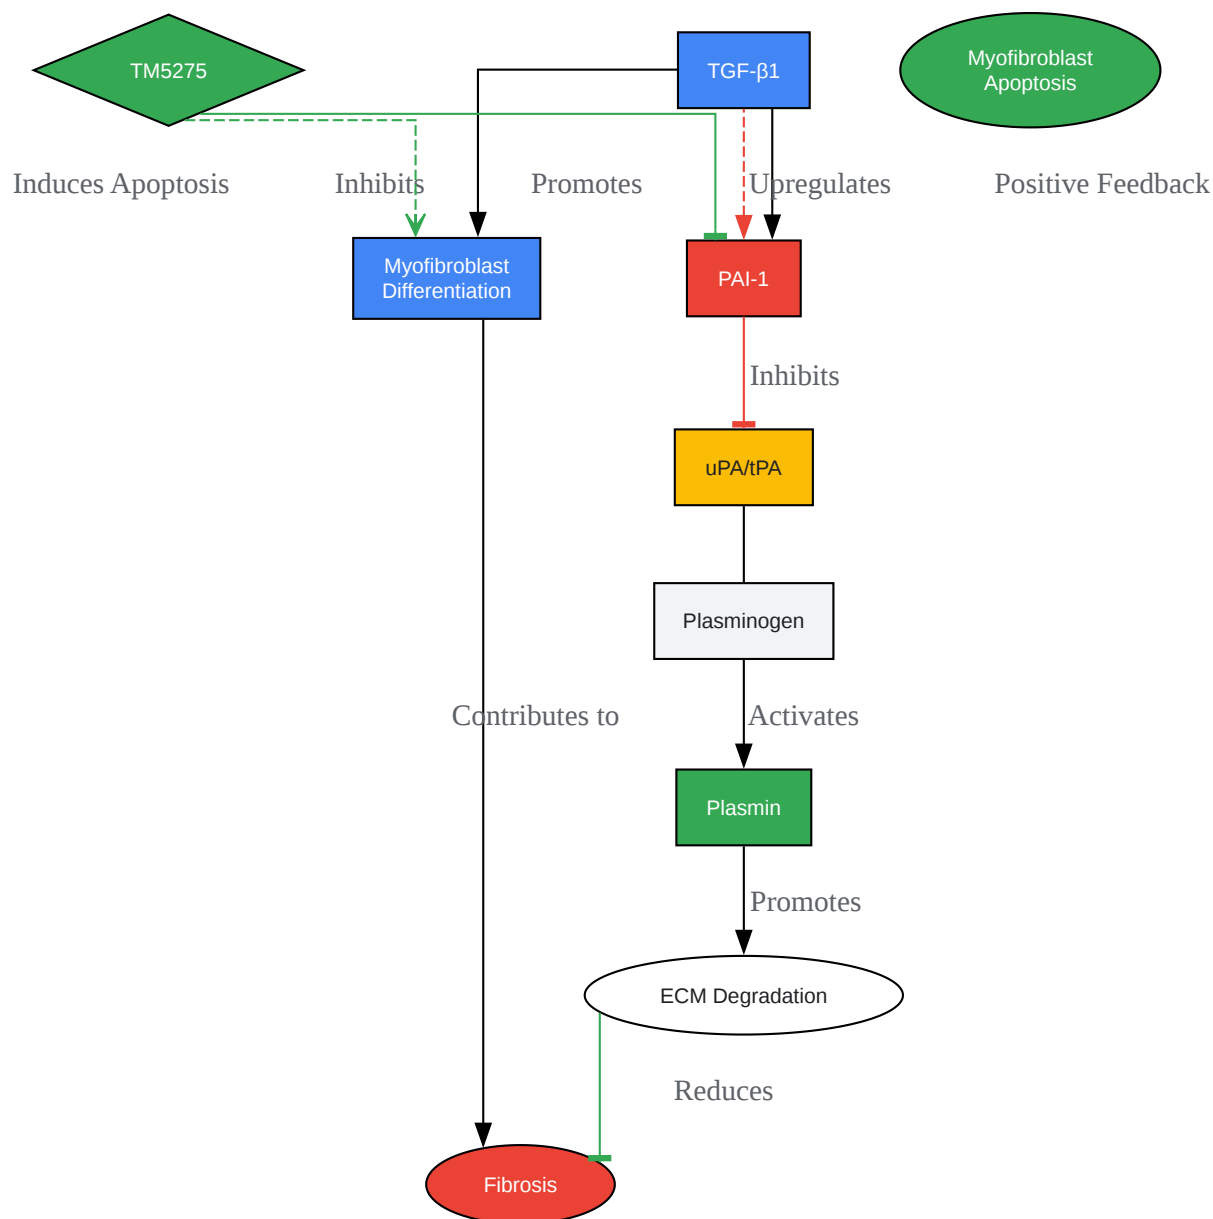 TM5275
TGF-β1
Myofibroblast
Apoptosis
Induces Apoptosis
Inhibits
Promotes
Upregulates
Positive Feedback
Myofibroblast
Differentiation
PAI-1
Inhibits
uPA/tPA
Plasminogen
Contributes to
Activates
Plasmin
Promotes
ECM Degradation
Reduces
Fibrosis